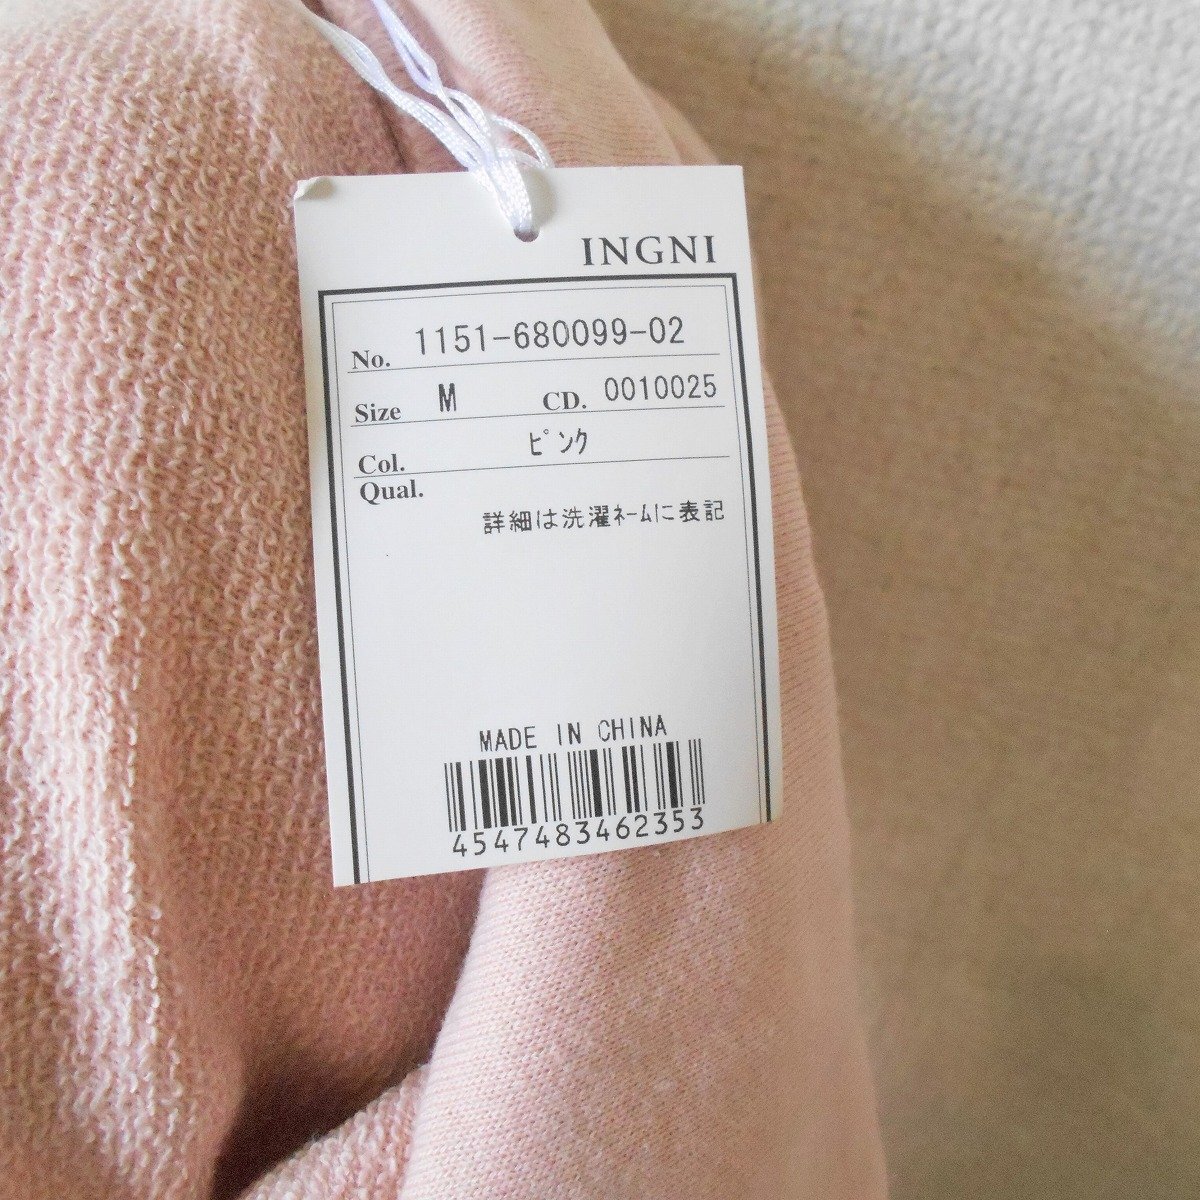 INGNI
No. 1151-680099-02
Size M CD. 0010025
Col. ピンク
Qual.
詳細は洗濯ネームに表記
MADE IN CHINA
4547483462353